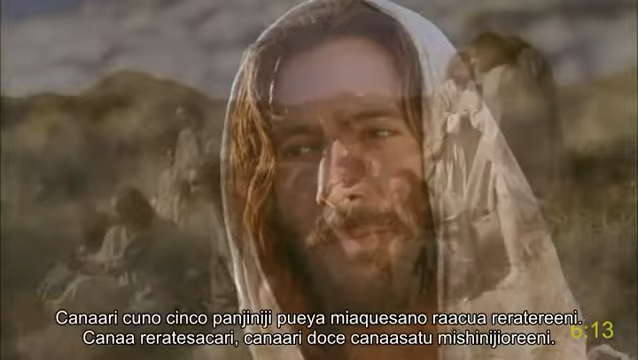 Canaari cuno cinco panjiniji pueya miaquesano raacua reratereeni.
Canaa reratesacari, canaari doce canaasatu mishinijioreeni.
6:13